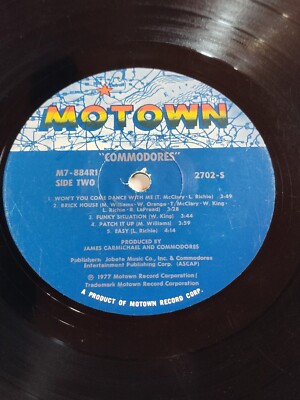 MOTOWN
"COMMODORES"
M7-884R1
SIDE TWO
2702-S
1. WON'T YOU COME DANCE WITH ME (T. McClary - L. Richie) 3:49
2. BRICK HOUSE (M. Williams - W. Orange - T. McClary - W. King -
L. Richie - R. LaPread) 3:28
3. FUNKY SITUATION (W. King) 3:44
4. PATCH IT UP (M. Williams) 3:59
5. EASY (L. Richie) 4:14
PRODUCED BY
JAMES CARMICHAEL AND COMMODORES
Publishers: Jobete Music Co., Inc. & Commodores
Entertainment Publishing Corp. (ASCAP)
Ⓟ 1977 Motown Record Corporation
Trademark Motown Record Corp.
A PRODUCT OF MOTOWN RECORD CORP.